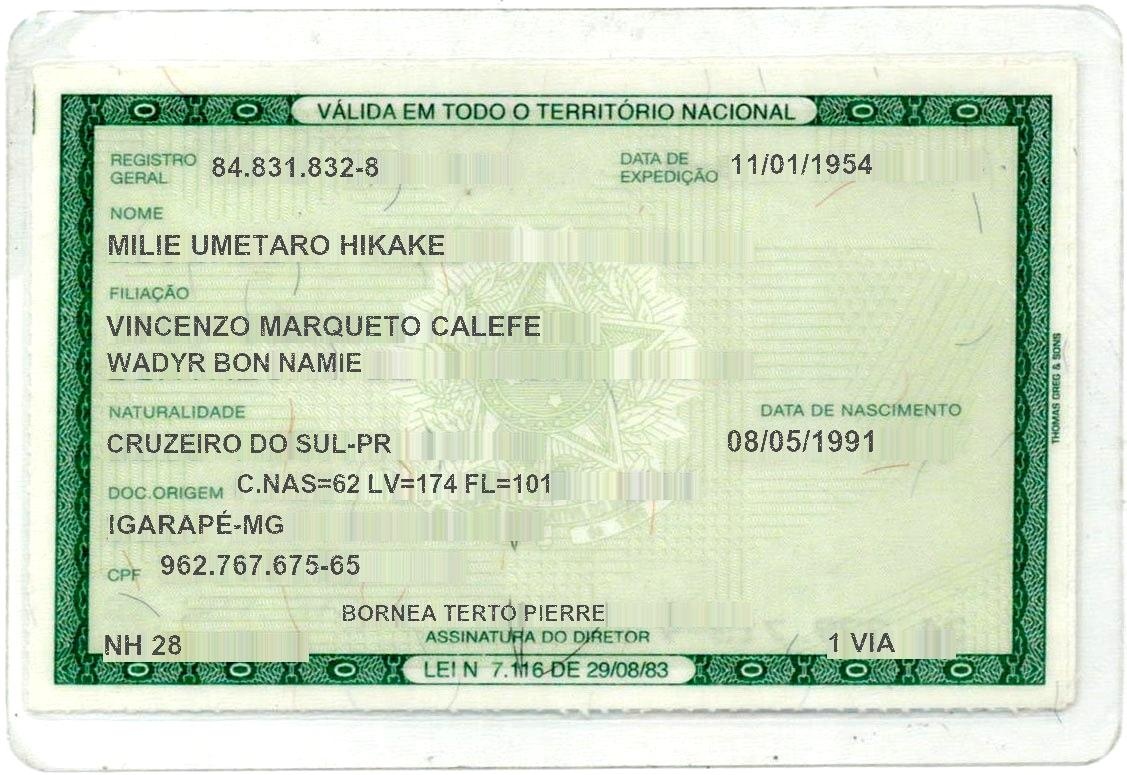 VÁLIDA EM TODO O TERRITÓRIO NACIONAL
REGISTRO GERAL 84.831.832-8 DATA DE EXPEDIÇÃO 11/01/1954
NOME
MILIE UMETARO HIKAKE
FILIAÇÃO
VINCENZO MARQUETO CALEFE
WADYR BON NAMIE
NATURALIDADE DATA DE NASCIMENTO
CRUZEIRO DO SUL-PR 08/05/1991
DOC.ORIGEM C.NAS=62 LV=174 FL=101
IGARAPÉ-MG
CPF 962.767.675-65
BORNEA TERTO PIERRE
ASSINATURA DO DIRETOR
NH 28 1 VIA
LEI N 7.116 DE 29/08/83
THOMAS GREG & SONS